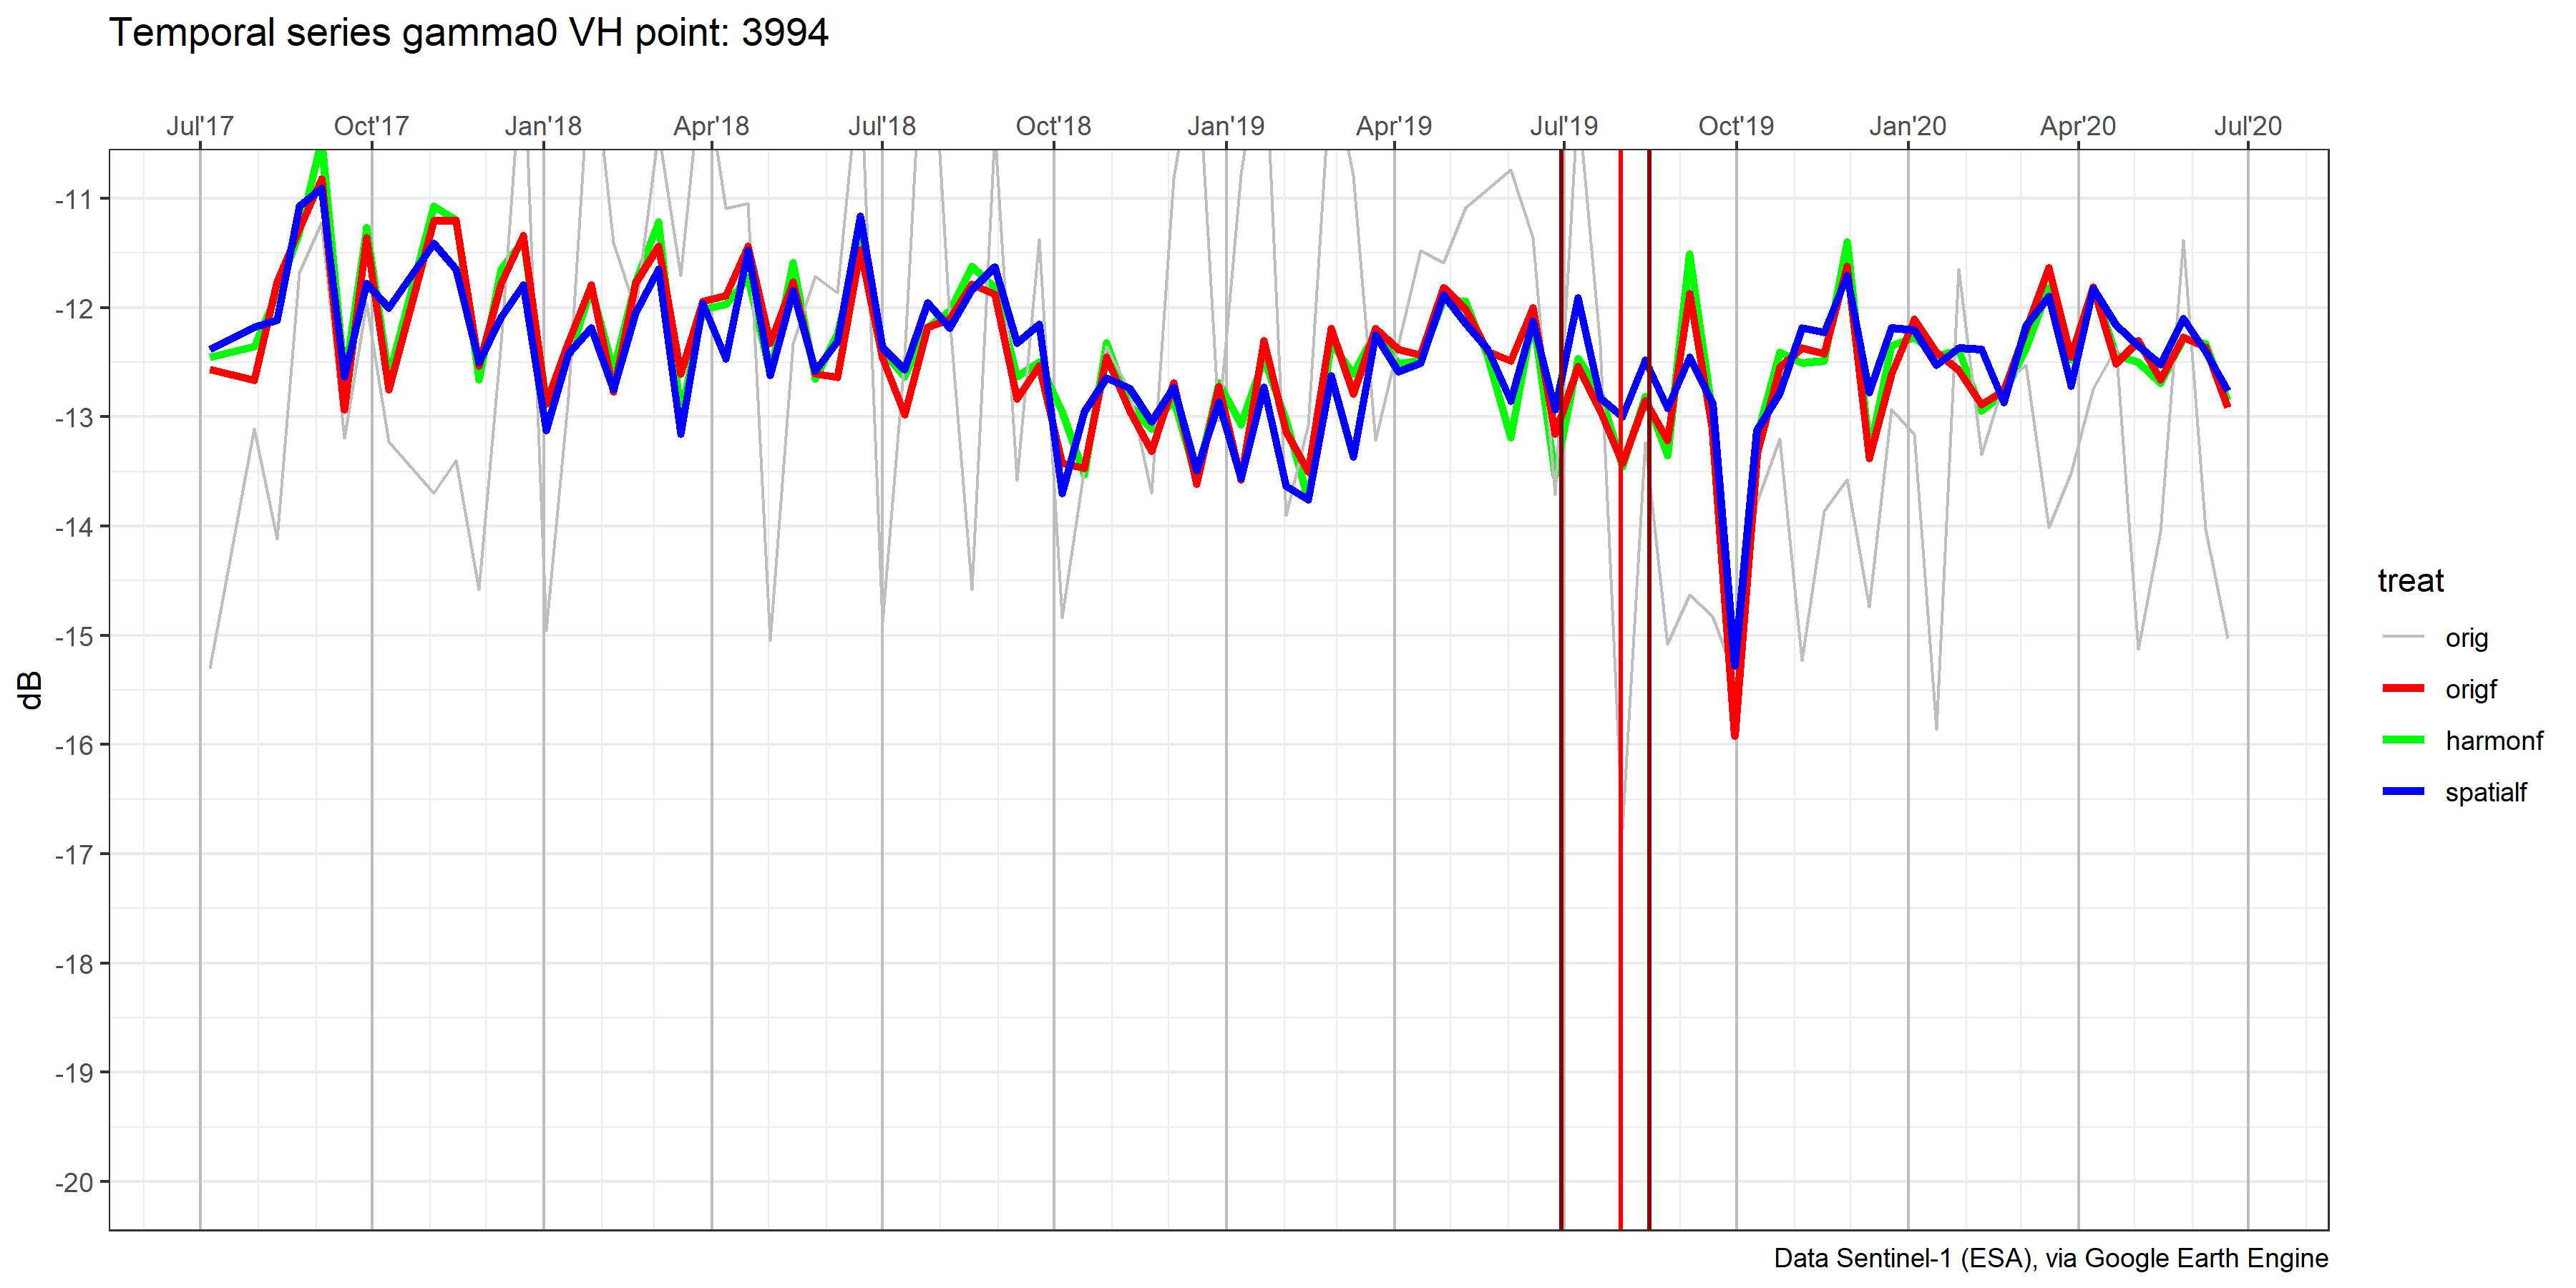 Temporal series gamma0 VH point: 3994
Jul'17 Oct'17 Jan'18 Apr'18 Jul'18 Oct'18 Jan'19 Apr'19 Jul'19 Oct'19 Jan'20 Apr'20 Jul'20
-11
-12
-13
-14
-15
-16
-17
-18
-19
-20
dB
treat
orig
origf
harmonf
spatialf
Data Sentinel-1 (ESA), via Google Earth Engine